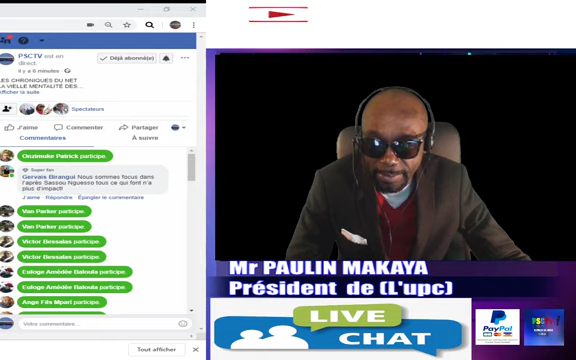 PSCTV est en
direct.
Déjà abonné(e)
il y a 6 minutes
LES CHRONIQUES DU NET
LA VIELLE MENTALITÉ DES...
Afficher la suite
Spectateurs
J'aime
Commenter
Partager
Commentaires
À suivre
Onzimuke Patrick participe.
Super fan
Gervais Birangui Nous sommes focus dans
l'après Sassou Nguesso tous ce qui font n'a
plus d'impact!
J'aime Répondre Épingler le commentaire
Van Parker participe.
Van Parker participe.
Victor Bessalas participe.
Victor Bessalas participe.
Euloge Amédée Baloula participe.
Euloge Amédée Baloula participe.
Ange Fils Mpari participe.
Votre commentaire...
Tout afficher
Mr PAULIN MAKAYA
Président de (L'upc)
LIVE
CHAT
PayPal
PSCTV